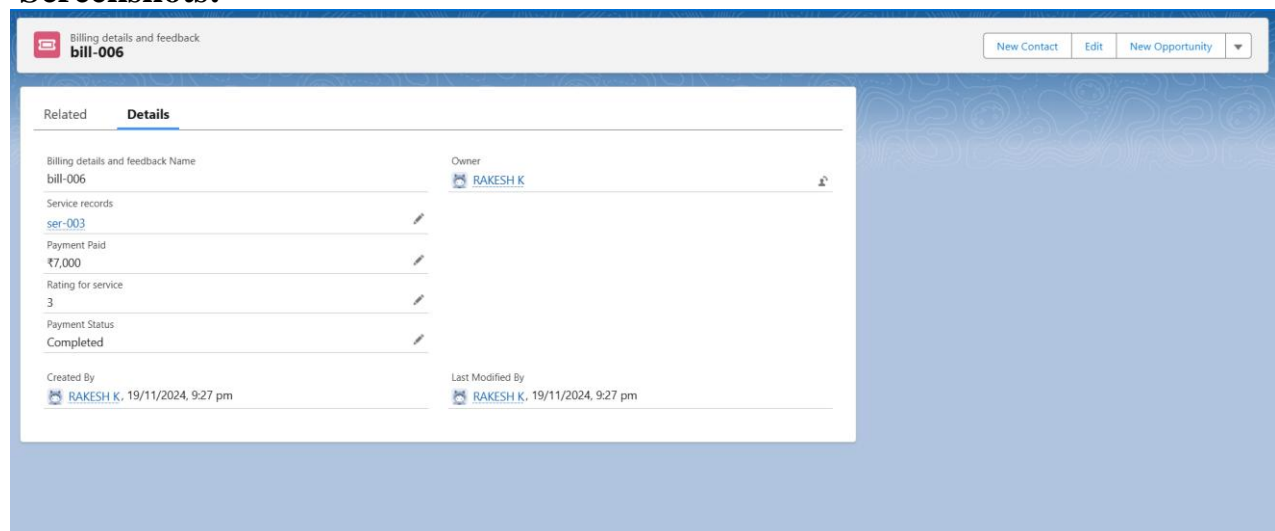 Screenshots:
Billing details and feedback
bill-006
New Contact Edit New Opportunity
Related Details
Billing details and feedback Name
bill-006
Owner
RAKESH K
Service records
ser-003
Payment Paid
₹7,000
Rating for service
3
Payment Status
Completed
Created By
RAKESH K, 19/11/2024, 9:27 pm
Last Modified By
RAKESH K, 19/11/2024, 9:27 pm